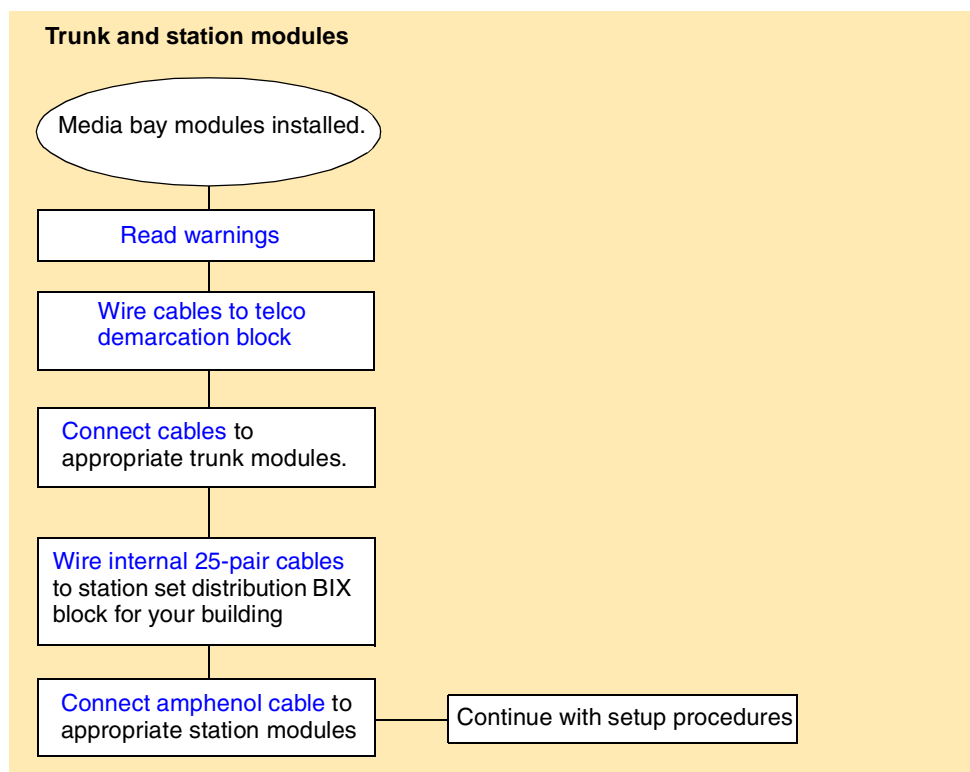 Trunk and station modules
Media bay modules installed.
Read warnings
Wire cables to telco
demarcation block
Connect cables to
appropriate trunk modules.
Wire internal 25-pair cables
to station set distribution BIX
block for your building
Connect amphenol cable to
appropriate station modules
Continue with setup procedures